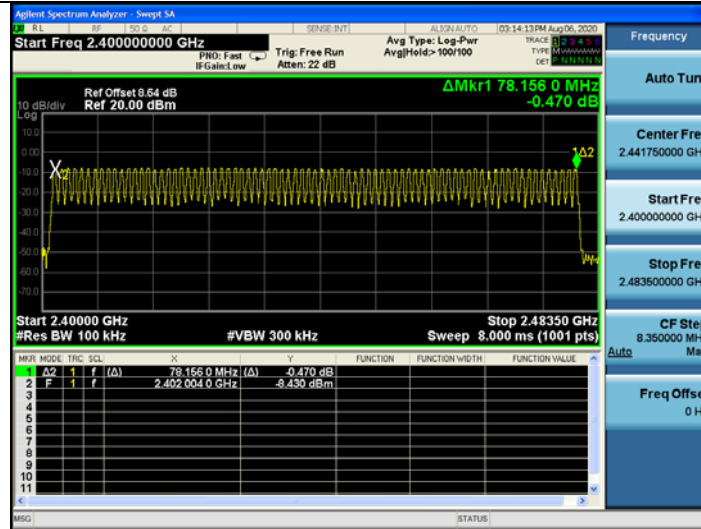 Agilent Spectrum Analyzer - Swept SA
RL RF 50 Ω AC SENSE:INT ALIGN AUTO 03:14:13 PM Aug 06, 2020
Start Freq 2.400000000 GHz
PNO: Fast
IFGain:Low
Trig: Free Run
Atten: 22 dB
Avg Type: Log-Pwr
Avg|Hold:> 100/100
TRACE 1 2 3 4 5 6
TYPE M
DET P N N N N N
ΔMkr1 78.156 0 MHz
-0.470 dB
Ref Offset 8.64 dB
10 dB/div Ref 20.00 dBm
Log
10.0
0.00
-10.0
-20.0
-30.0
-40.0
-50.0
-60.0
-70.0
X2
1Δ2
Start 2.40000 GHz Stop 2.48350 GHz
#Res BW 100 kHz #VBW 300 kHz Sweep 8.000 ms (1001 pts)
MKR MODE TRC SCL X Y FUNCTION FUNCTION WIDTH FUNCTION VALUE
1 Δ2 1 f (Δ) 78.156 0 MHz (Δ) -0.470 dB
2 F 1 f 2.402 004 0 GHz -8.430 dBm
3
4
5
6
7
8
9
10
11
MSG STATUS
Frequency
Auto Tun
Center Fre
2.441750000 GH
Start Fre
2.400000000 GH
Stop Fre
2.483500000 GH
CF Ste
8.350000 MH
Auto Ma
Freq Offse
0 H